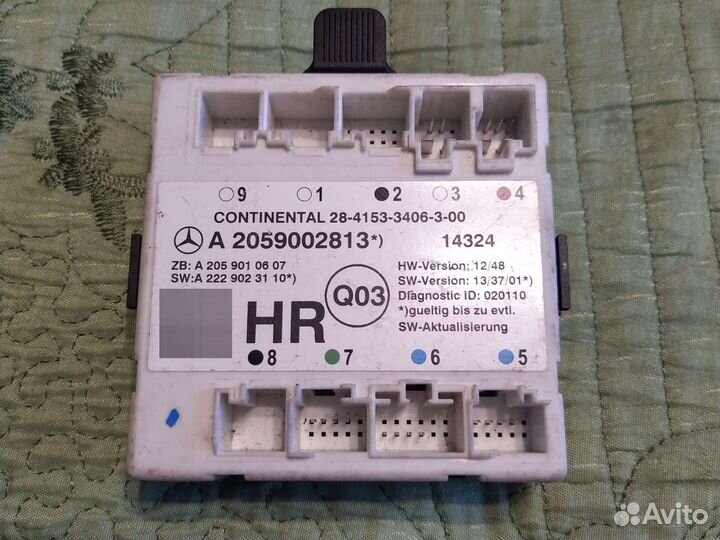 9 1 2 3 4
CONTINENTAL 28-4153-3406-3-00
A 2059002813*) 14324
ZB: A 205 901 06 07
SW:A 222 902 31 10*)
HW-Version: 12/48
SW-Version: 13/37/01*)
Diagnostic ID: 020110
*)gueltig bis zu evtl.
SW-Aktualisierung
HR
Q03
8 7 6 5
Avito